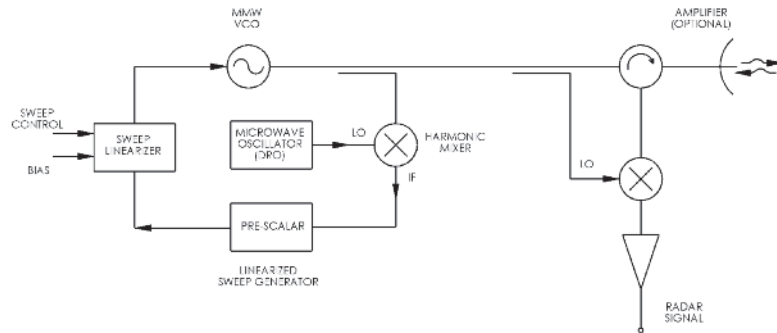 MMW
VCO
AMPLIFIER
(OPTIONAL)
SWEEP
CONTROL
SWEEP
LINEARIZER
BIAS
MICROWAVE
OSCILLATOR
(DRO)
LO
HARMONIC
MIXER
IF
LO
PRE-SCALAR
LINEARIZED
SWEEP GENERATOR
RADAR
SIGNAL